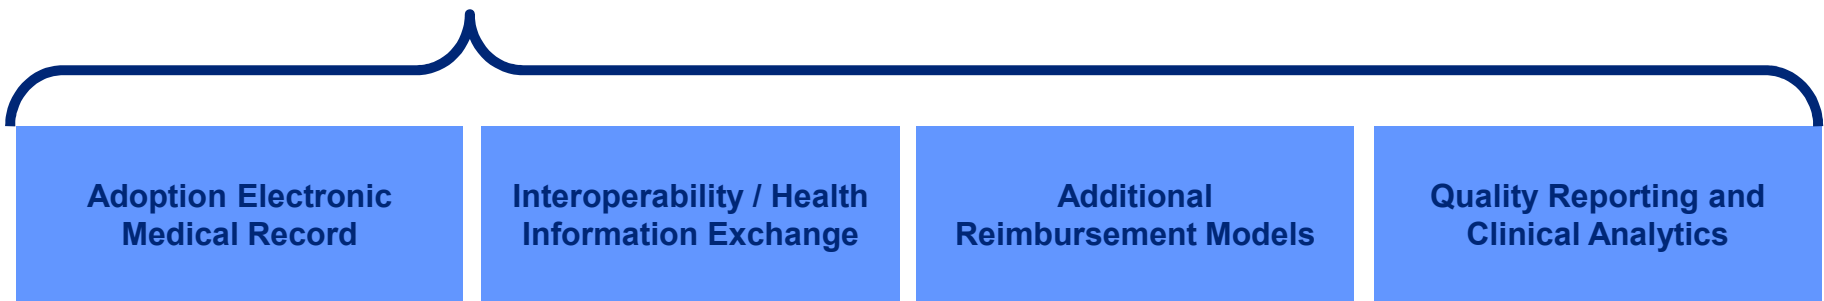 Adoption Electronic
Medical Record
Interoperability / Health
Information Exchange
Additional
Reimbursement Models
Quality Reporting and
Clinical Analytics